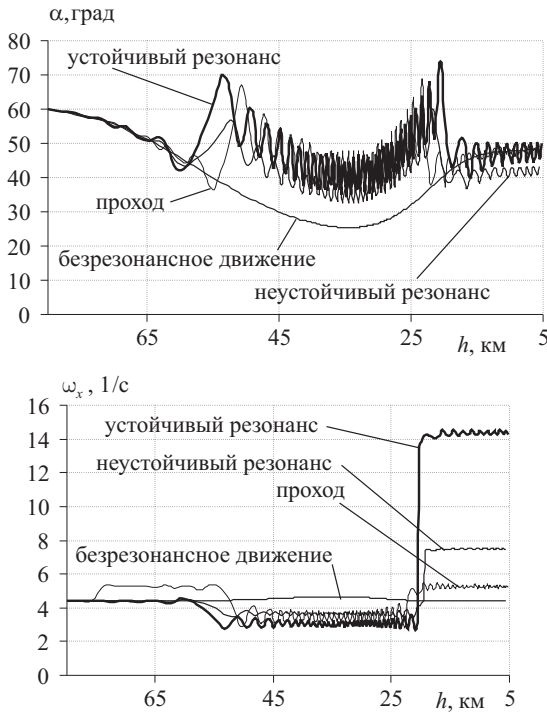 α,град
80
устойчивый резонанс
70
60
50
40
проход
30
20
безрезонансное движение
неустойчивый резонанс
10
0
65 45 25 5
h, км
ωx , 1/с
16
устойчивый резонанс
14
неустойчивый резонанс
12
проход
10
8
безрезонансное движение
6
4
2
0
65 45 25 5
h, км